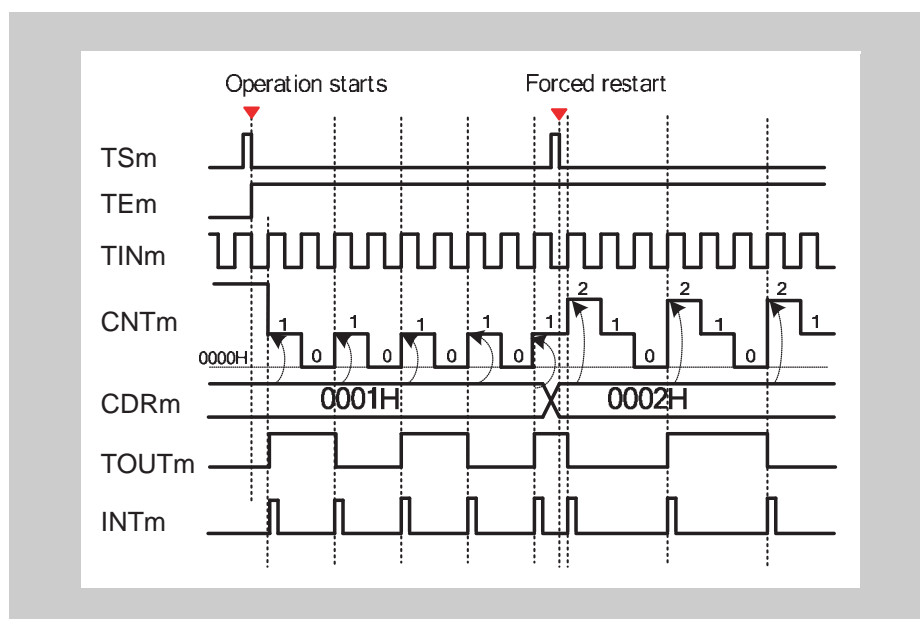 Operation starts Forced restart
TSm
TEm
TINm
CNTm
2 2 2
1 1 1 1 1 1 1 1
0000H 0 0 0 0 0 0
CDRm 0001H 0002H
TOUTm
INTm